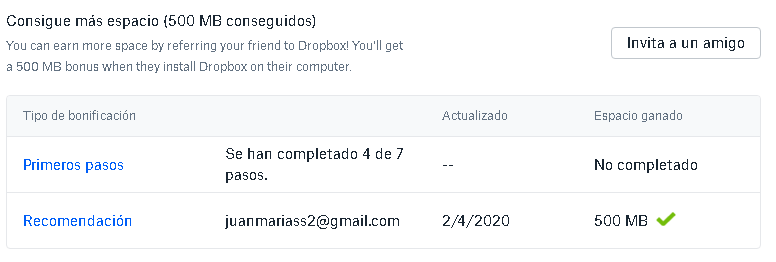 Consigue más espacio (500 MB conseguidos)
You can earn more space by referring your friend to Dropbox! You'll get
a 500 MB bonus when they install Dropbox on their computer.
Invita a un amigo
Tipo de bonificación Actualizado Espacio ganado
Primeros pasos Se han completado 4 de 7 -- No completado
pasos.
Recomendación juanmariass2@gmail.com 2/4/2020 500 MB